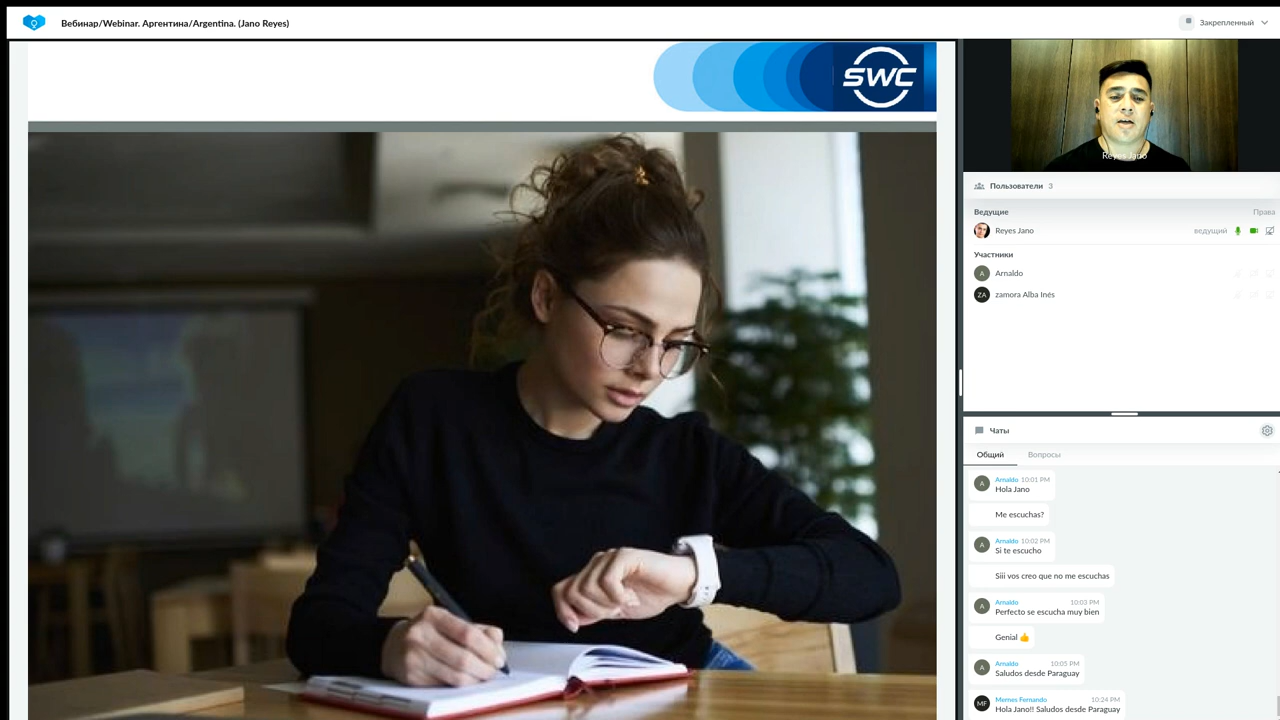 Вебинар/Webinar. Аргентина/Argentina. (Jano Reyes)
Закрепленный
SWC
Reyes Jano
Пользователи 3
Ведущие Права
Reyes Jano ведущий
Участники
A Arnaldo
ZA zamora Alba Inés
Чаты
Общий Вопросы
Arnaldo 10:01 PM
A Hola Jano
Me escuchas?
Arnaldo 10:02 PM
A Si te escucho
Siii vos creo que no me escuchas
Arnaldo 10:03 PM
A Perfecto se escucha muy bien
Genial 👍
Arnaldo 10:05 PM
A Saludos desde Paraguay
Memes Fernando 10:24 PM
MF Hola Jano!! Saludos desde Paraguay